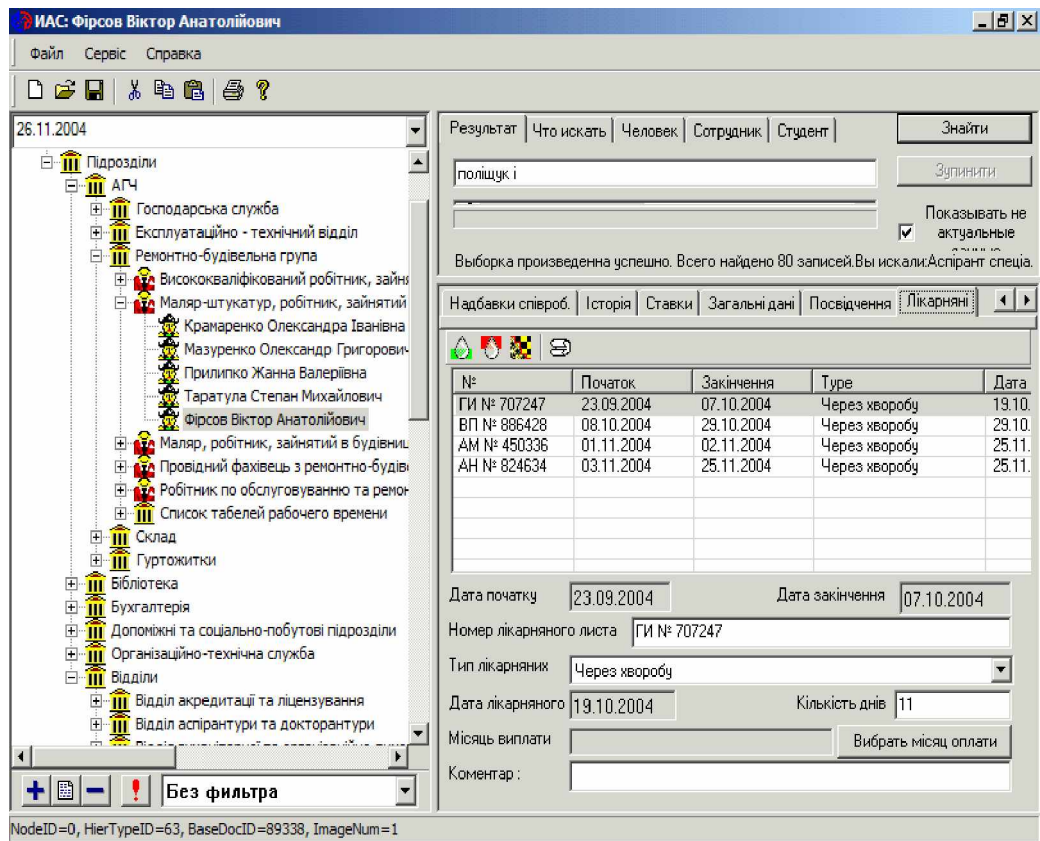 ИАС: Фірсов Віктор Анатолійович
Файл Сервіс Справка
26.11.2004
Підрозділи
АГЧ
Господарська служба
Експлуатаційно - технічний відділ
Ремонтно-будівельна група
Висококваліфікований робітник, зайня
Маляр-штукатур, робітник, зайнятий
Крамаренко Олександра Іванівна
Мазуренко Олександр Григорович
Прилипко Жанна Валеріївна
Таратула Степан Михайлович
Фірсов Віктор Анатолійович
Маляр, робітник, зайнятий в будівниц
Провідний фахівець з ремонтно-будів
Робітник по обслуговуванню та ремон
Список табелей рабочего времени
Склад
Гуртожитки
Бібліотека
Бухгалтерія
Допоміжні та соціально-побутові підрозділи
Організаційно-технічна служба
Відділи
Відділ акредитації та ліцензування
Відділ аспірантури та докторантури
Без фильтра
Результат Что искать Человек Сотрудник Студент
Знайти
поліщук і
Зупинити
Показывать не
актуальные
Выборка произведенна успешно. Всего найдено 80 записей.Вы искали:Аспірант спеціа.
Надбавки співроб. Історія Ставки Загальні дані Посвідчення Лікарняні
№ Початок Закінчення Type Дата
ГИ № 707247 23.09.2004 07.10.2004 Через хворобу 19.10.
ВП № 886428 08.10.2004 29.10.2004 Через хворобу 29.10.
АМ № 450336 01.11.2004 02.11.2004 Через хворобу 25.11.
АН № 824634 03.11.2004 25.11.2004 Через хворобу 25.11.
Дата початку 23.09.2004 Дата закінчення 07.10.2004
Номер лікарняного листа ГИ № 707247
Тип лікарняних Через хворобу
Дата лікарняного 19.10.2004 Кількість днів 11
Місяць виплати Вибрать місяц оплати
Коментар :
NodeID=0, HierTypeID=63, BaseDocID=89338, ImageNum=1